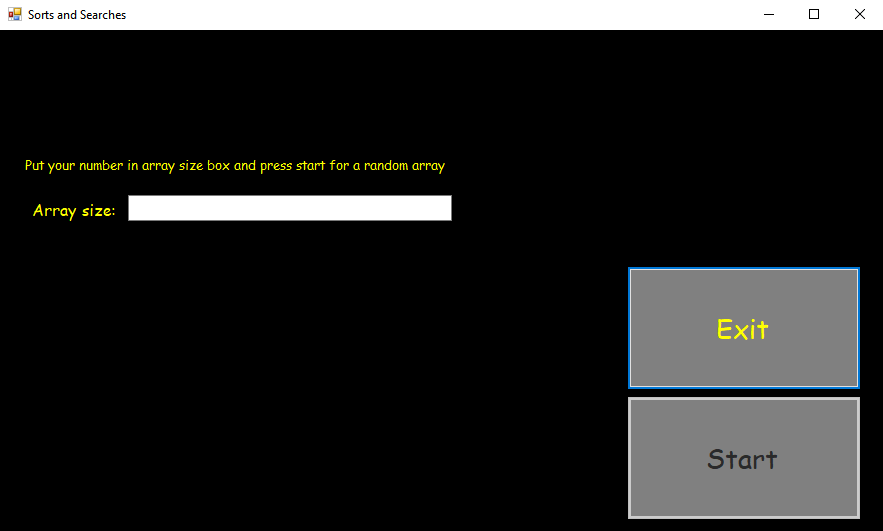 Sorts and Searches
Put your number in array size box and press start for a random array
Array size:
Exit
Start